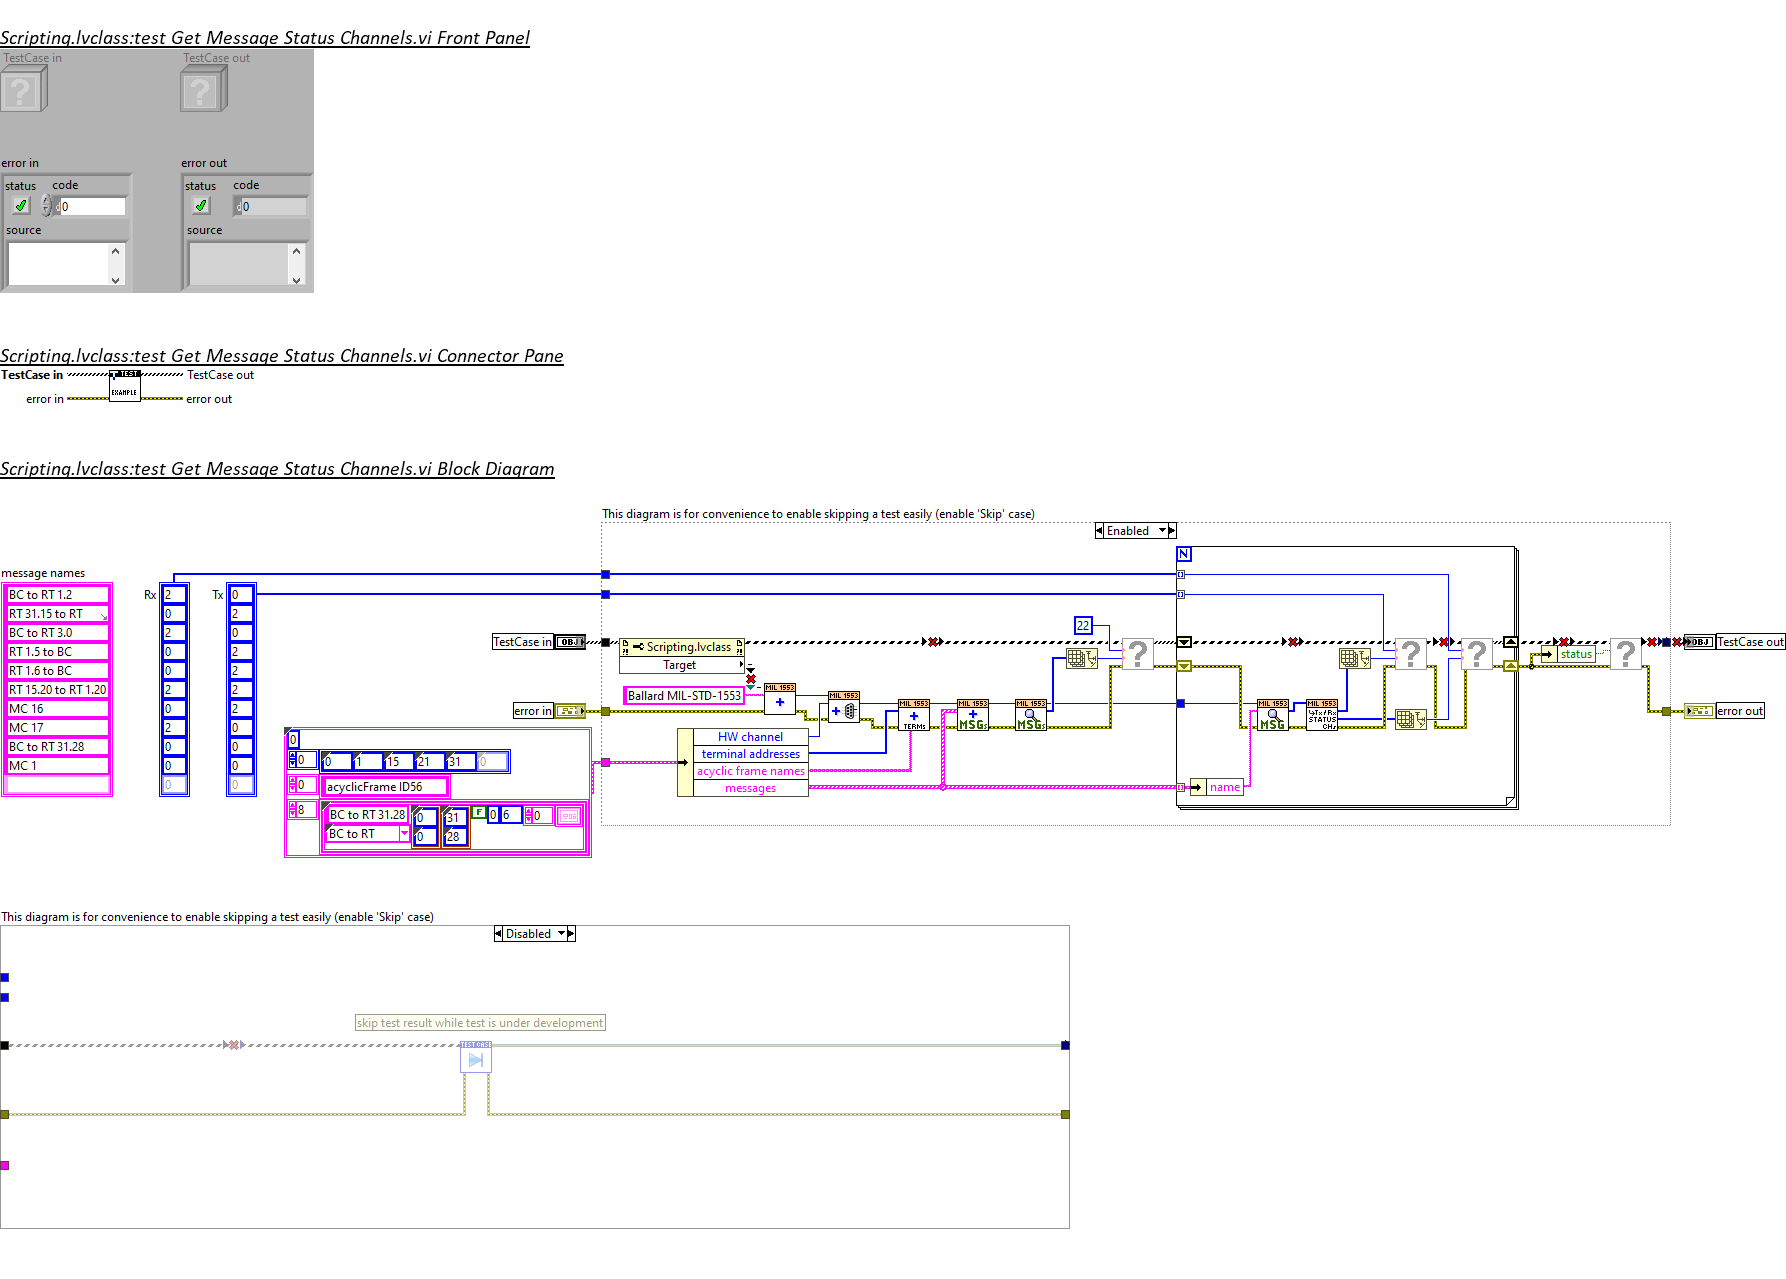 Scripting.lvclass:test Get Message Status Channels.vi Front Panel
TestCase in
TestCase out
error in
error out
status code
status code
0
0
source
source
Scripting.lvclass:test Get Message Status Channels.vi Connector Pane
TestCase in
TEST
TestCase out
error in
EXAMPLE
error out
Scripting.lvclass:test Get Message Status Channels.vi Block Diagram
This diagram is for convenience to enable skipping a test easily (enable 'Skip' case)
Enabled
N
message names
BC to RT 1.2
RT 31.15 to RT
BC to RT 3.0
RT 1.5 to BC
RT 1.6 to BC
RT 15.20 to RT 1.20
MC 16
MC 17
BC to RT 31.28
MC 1
Rx
2
0
2
0
0
2
0
2
0
0
0
Tx
0
2
0
2
2
2
2
0
0
0
0
TestCase in
OBJ
Scripting.lvclass
Target
22
Ballard MIL-STD-1553
error in
MIL 1553
MIL 1553
MIL 1553
TERMS
MIL 1553
MSGs
MIL 1553
MSGs
HW channel
terminal addresses
acyclic frame names
messages
0
0
0
1
15
21
31
0
0
acyclicFrame ID56
8
BC to RT 31.28
BC to RT
0
31
0
28
F
0
6
0
MIL 1553
MSG
MIL 1553
Tx/Rx
STATUS
CHs
name
status
OBJ
TestCase out
error out
This diagram is for convenience to enable skipping a test easily (enable 'Skip' case)
Disabled
skip test result while test is under development
TESTCASE